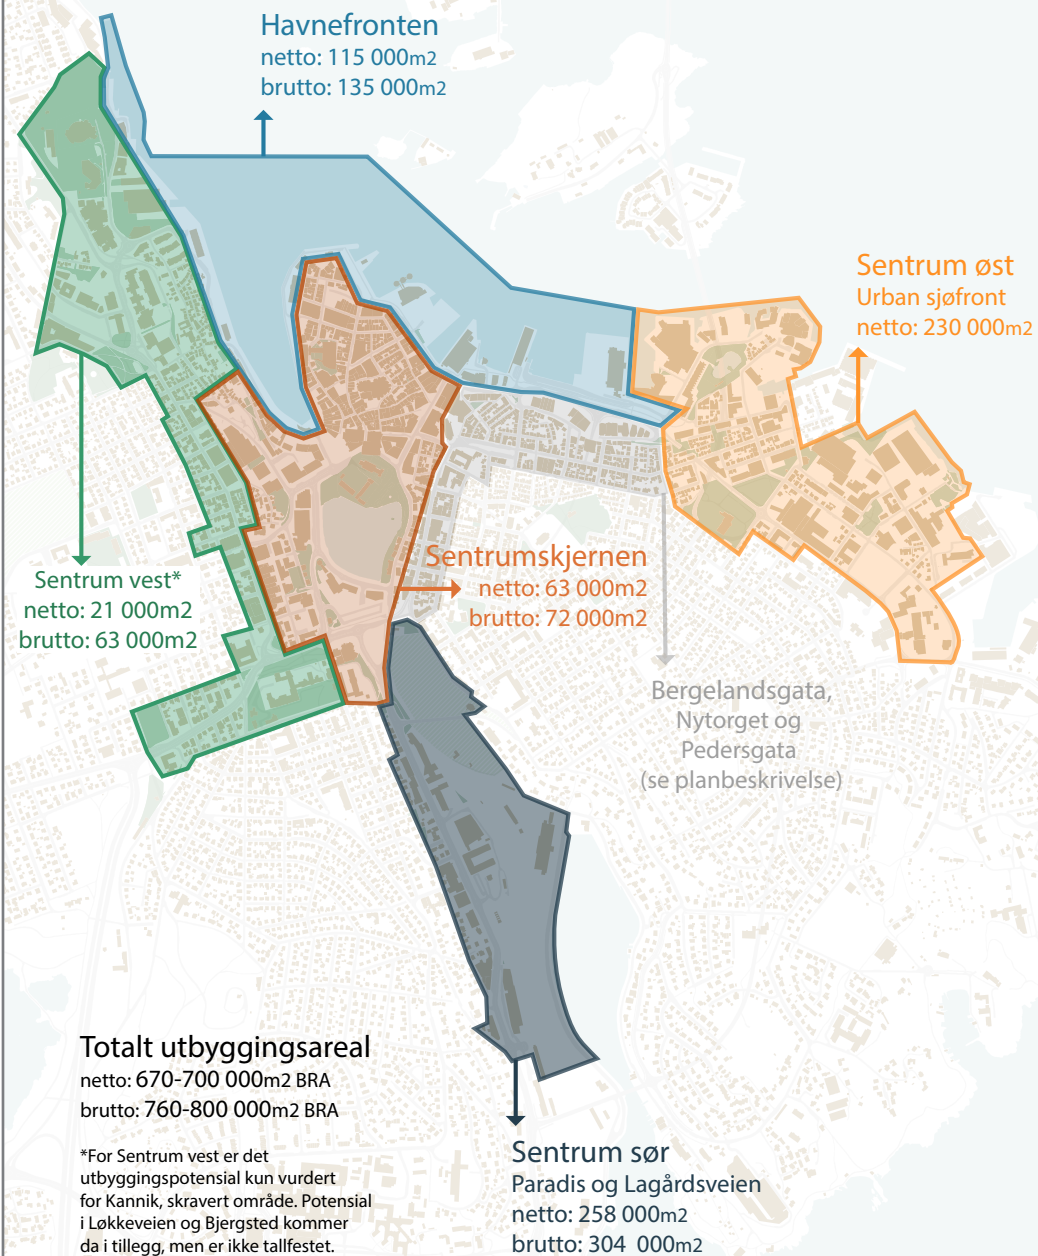 Havnefronten
netto: 115 000m2
brutto: 135 000m2
Sentrum øst
Urban sjøfront
netto: 230 000m2
Sentrum vest*
netto: 21 000m2
brutto: 63 000m2
Sentrumskjernen
netto: 63 000m2
brutto: 72 000m2
Bergelandsgata,
Nytorget og
Pedersgata
(se planbeskrivelse)
Totalt utbyggingsareal
netto: 670-700 000m2 BRA
brutto: 760-800 000m2 BRA
*For Sentrum vest er det
utbyggingspotensial kun vurdert
for Kannik, skravert område. Potensial
i Løkkeveien og Bjergsted kommer
da i tillegg, men er ikke tallfestet.
Sentrum sør
Paradis og Lagårdsveien
netto: 258 000m2
brutto: 304 000m2